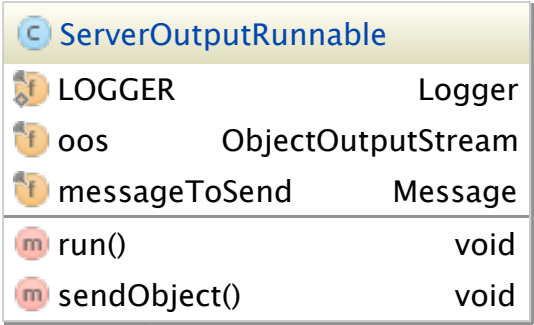 C ServerOutputRunnable
f LOGGER Logger
f oos ObjectOutputStream
f messageToSend Message
m run() void
m sendObject() void